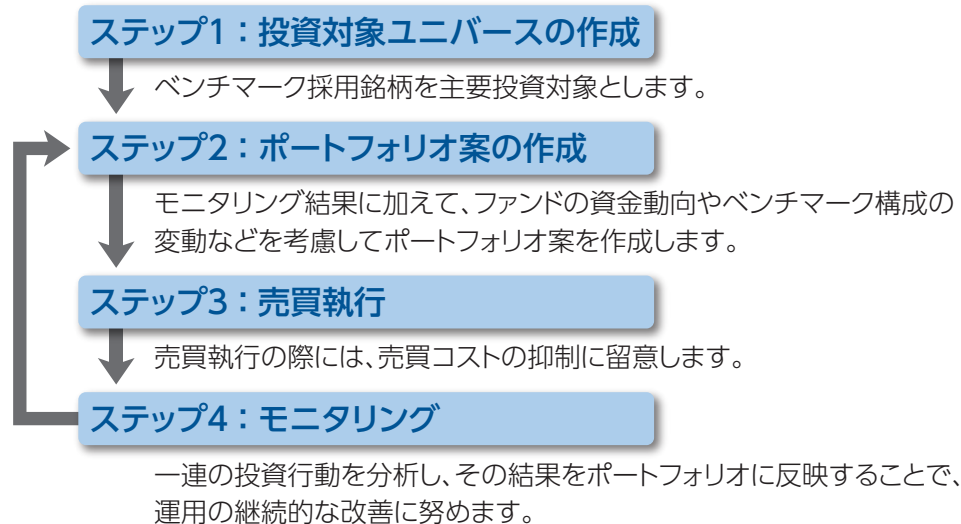 ステップ1：投資対象ユニバースの作成
ベンチマーク採用銘柄を主要投資対象とします。
ステップ2：ポートフォリオ案の作成
モニタリング結果に加えて、ファンドの資金動向やベンチマーク構成の
変動などを考慮してポートフォリオ案を作成します。
ステップ3：売買執行
売買執行の際には、売買コストの抑制に留意します。
ステップ4：モニタリング
一連の投資行動を分析し、その結果をポートフォリオに反映することで、
運用の継続的な改善に努めます。